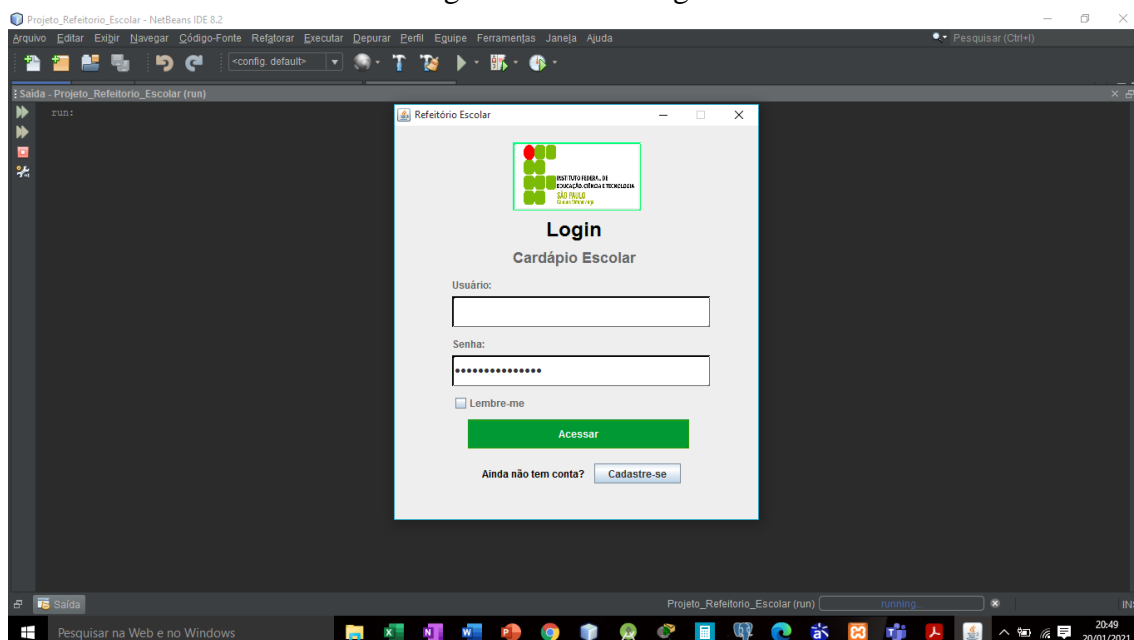 Projeto_Refeitorio_Escolar - NetBeans IDE 8.2
Arquivo Editar Exibir Navegar Código-Fonte Refatorar Executar Depurar Perfil Equipe Ferramentas Janela Ajuda
Pesquisar (Ctrl+I)
<config. default>
Saída - Projeto_Refeitorio_Escolar (run)
run:
Refeitório Escolar
INSTITUTO FEDERAL DE
EDUCAÇÃO, CIÊNCIA E TECNOLOGIA
SÃO PAULO
Login
Cardápio Escolar
Usuário:
Senha:
Lembre-me
Acessar
Ainda não tem conta? Cadastre-se
Saída
Projeto_Refeitorio_Escolar (run) running...
INS
Pesquisar na Web e no Windows
20:49
20/01/2021